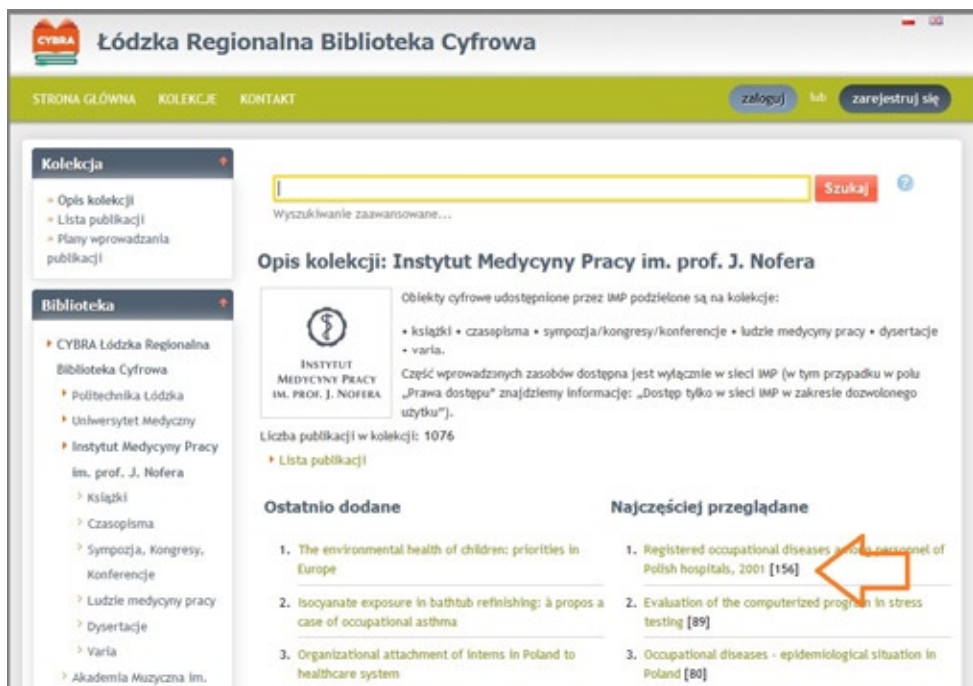 CYBRA
Łódzka Regionalna Biblioteka Cyfrowa
STRONA GŁÓWNA KOLEKCJE KONTAKT
zaloguj lub zarejestruj się
Kolekcja
Opis kolekcji
Lista publikacji
Plany wprowadzania
publikacji
Biblioteka
CYBRA Łódzka Regionalna
Biblioteka Cyfrowa
Politechnika Łódzka
Uniwersytet Medyczny
Instytut Medycyny Pracy
im. prof. J. Nofera
Książki
Czasopisma
Sympozja, Kongresy,
Konferencje
Ludzie medycyny pracy
Dysertacje
Varia
Akademia Muzyczna im.
Szukaj
?
Wyszukiwanie zaawansowane...
Opis kolekcji: Instytut Medycyny Pracy im. prof. J. Nofera
INSTYTUT
MEDYCYNY PRACY
IM. PROF. J. NOFERA
Obiekty cyfrowe udostępnione przez IMP podzielone są na kolekcje:
• książki • czasopisma • sympozja/kongresy/konferencje • ludzie medycyny pracy • dysertacje
• varia.
Część wprowadzonych zasobów dostępna jest wyłącznie w sieci IMP (w tym przypadku w polu
„Prawa dostępu" znajdziemy informację: „Dostęp tylko w sieci IMP w zakresie dozwolonego
użytku").
Liczba publikacji w kolekcji: 1076
Lista publikacji
Ostatnio dodane
1. The environmental health of children: priorities in
Europe
2. Isocyanate exposure in bathtub refinishing: à propos a
case of occupational asthma
3. Organizational attachment of interns in Poland to
healthcare system
Najczęściej przeglądane
1. Registered occupational diseases among personnel of
Polish hospitals, 2001 [156]
2. Evaluation of the computerized program in stress
testing [89]
3. Occupational diseases - epidemiological situation in
Poland [80]